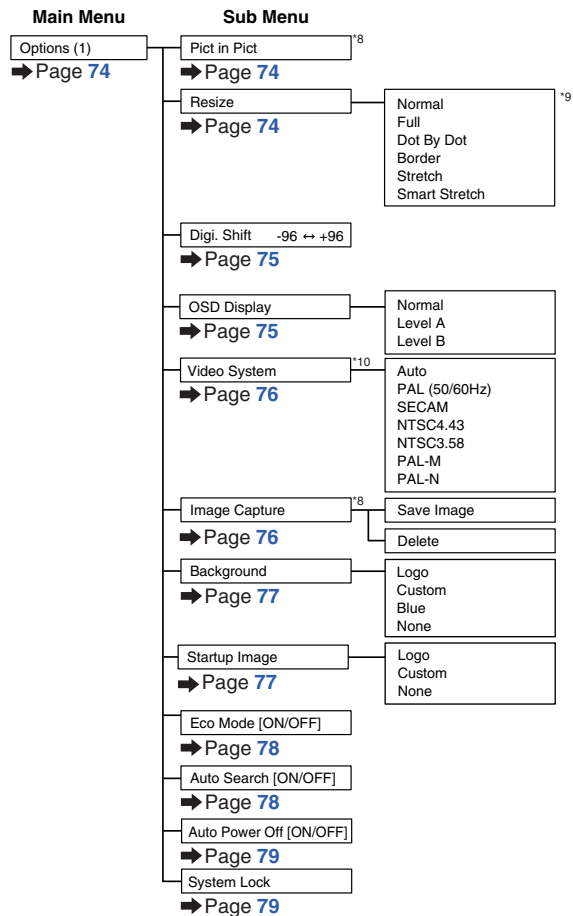 Main Menu Sub Menu
Options (1)
➡ Page 74
Pict in Pict *8
➡ Page 74
Resize
➡ Page 74
Normal *9
Full
Dot By Dot
Border
Stretch
Smart Stretch
Digi. Shift -96 ↔ +96
➡ Page 75
OSD Display
➡ Page 75
Normal
Level A
Level B
Video System *10
➡ Page 76
Auto
PAL (50/60Hz)
SECAM
NTSC4.43
NTSC3.58
PAL-M
PAL-N
Image Capture *8
➡ Page 76
Save Image
Delete
Background
➡ Page 77
Logo
Custom
Blue
None
Startup Image
➡ Page 77
Logo
Custom
None
Eco Mode [ON/OFF]
➡ Page 78
Auto Search [ON/OFF]
➡ Page 78
Auto Power Off [ON/OFF]
➡ Page 79
System Lock
➡ Page 79